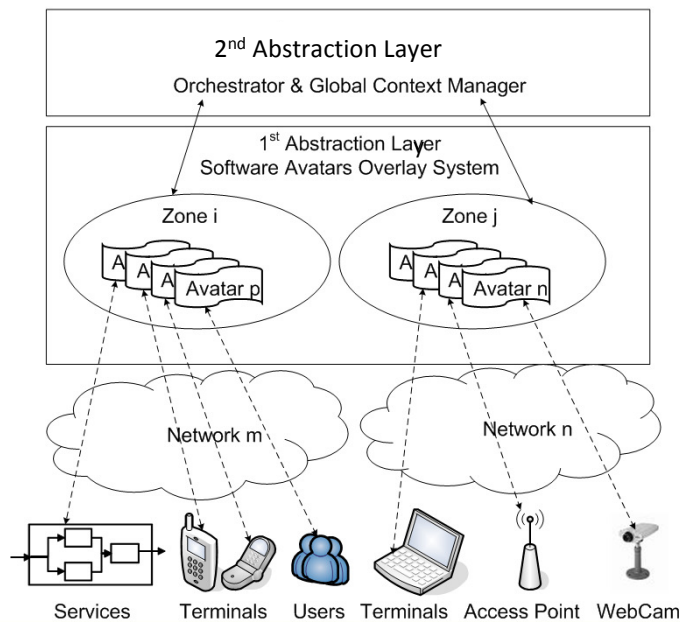 2nd Abstraction Layer
Orchestrator & Global Context Manager
1st Abstraction Layer
Software Avatars Overlay System
Zone i
Zone j
A A A Avatar p
A A A Avatar n
Network m
Network n
Services
Terminals
Users
Terminals
Access Point
WebCam